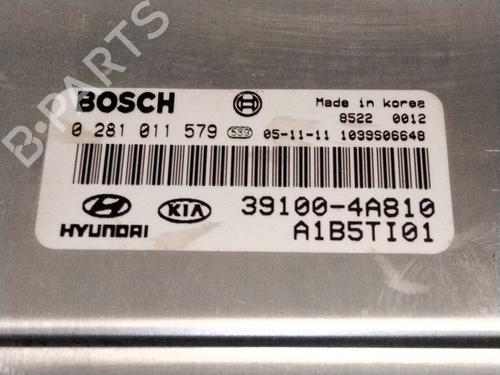 B-PARTS
BOSCH Made in korea
8522 0012
0 281 011 579 533 05-11-11 1039S06648
HYUNDAI KIA 39100-4A810
A1B5TI01